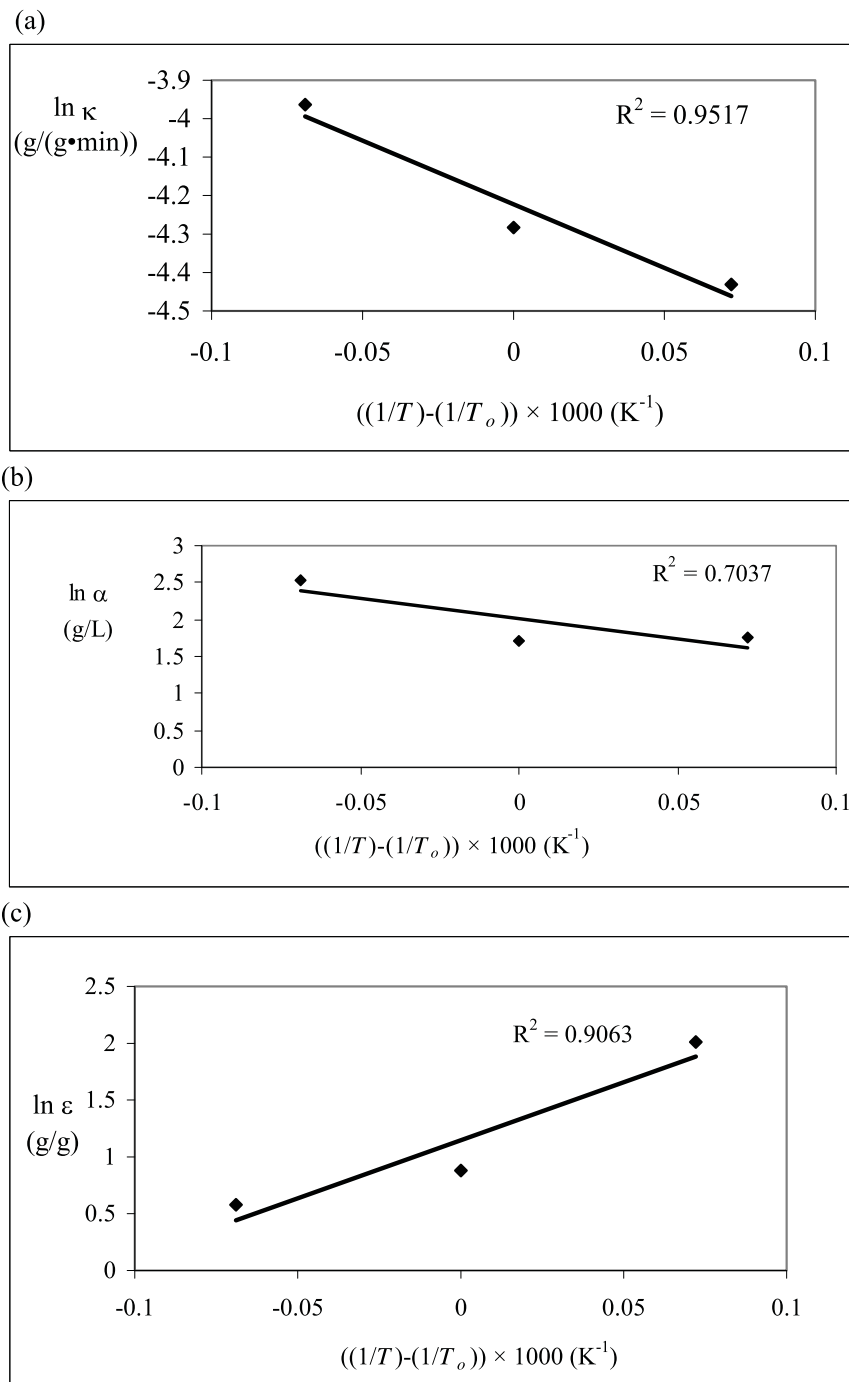 (a)
-3.9
ln κ
(g/(g•min))
R² = 0.9517
-4
-4.1
-4.2
-4.3
-4.4
-4.5
-0.1 -0.05 0 0.05 0.1
((1/T)-(1/Tₒ)) × 1000 (K⁻¹)
(b)
3
R² = 0.7037
2.5
ln α
(g/L)
2
1.5
1
0.5
0
-0.1 -0.05 0 0.05 0.1
((1/T)-(1/Tₒ)) × 1000 (K⁻¹)
(c)
2.5
R² = 0.9063
2
1.5
ln ε
(g/g)
1
0.5
0
-0.1 -0.05 0 0.05 0.1
((1/T)-(1/Tₒ)) × 1000 (K⁻¹)